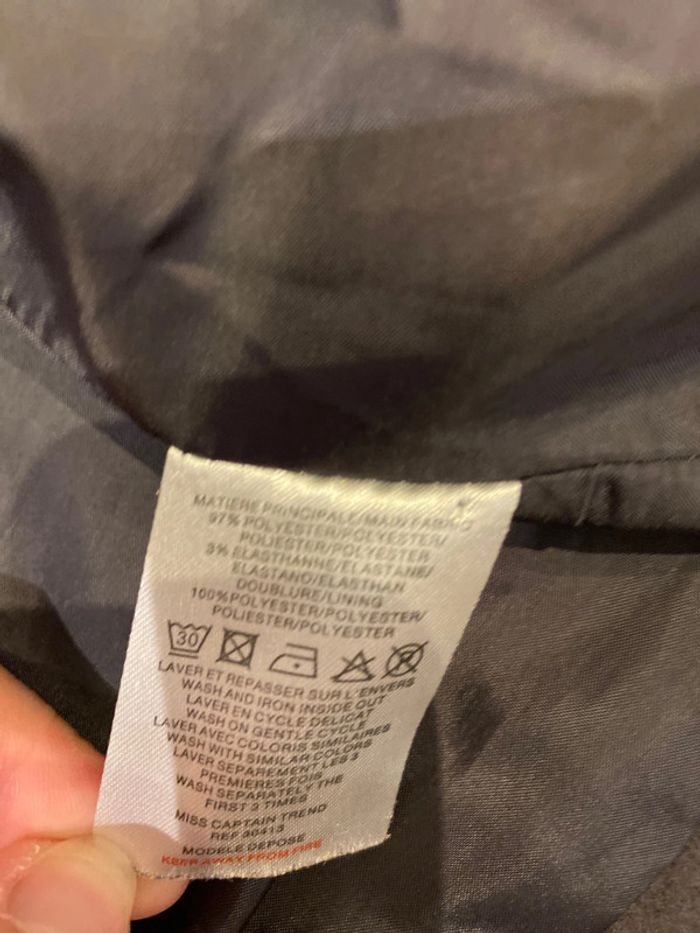 MATIERE PRINCIPALE/MAIN FABRIC
97% POLYESTER/POLYESTER/
POLIESTER/POLYESTER
3% ELASTHANNE/ELASTANE/
ELASTANO/ELASTHAN
DOUBLURE/LINING
100%POLYESTER/POLYESTER/
POLIESTER/POLYESTER
30
LAVER ET REPASSER SUR L'ENVERS
WASH AND IRON INSIDE OUT
LAVER EN CYCLE DELICAT
WASH ON GENTLE CYCLE
LAVER AVEC COLORIS SIMILAIRES
WASH WITH SIMILAR COLORS
LAVER SEPAREMENT LES 3
PREMIERES FOIS
WASH SEPARATELY THE
FIRST 3 TIMES
MISS CAPTAIN TREND
REF 30413
MODELE DEPOSE
KEEP AWAY FROM FIRE